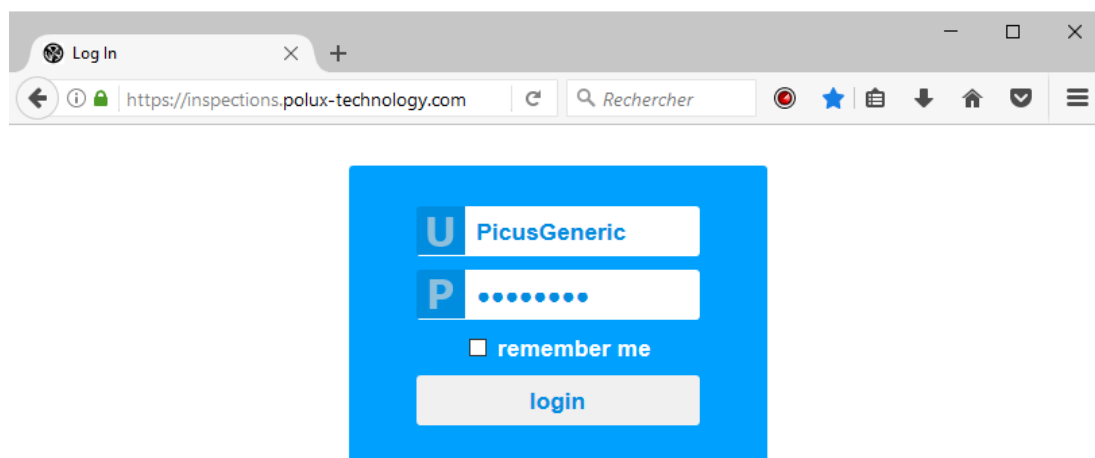 Log In
https://inspections.polux-technology.com
Rechercher
U PicusGeneric
P ••••••••
remember me
login